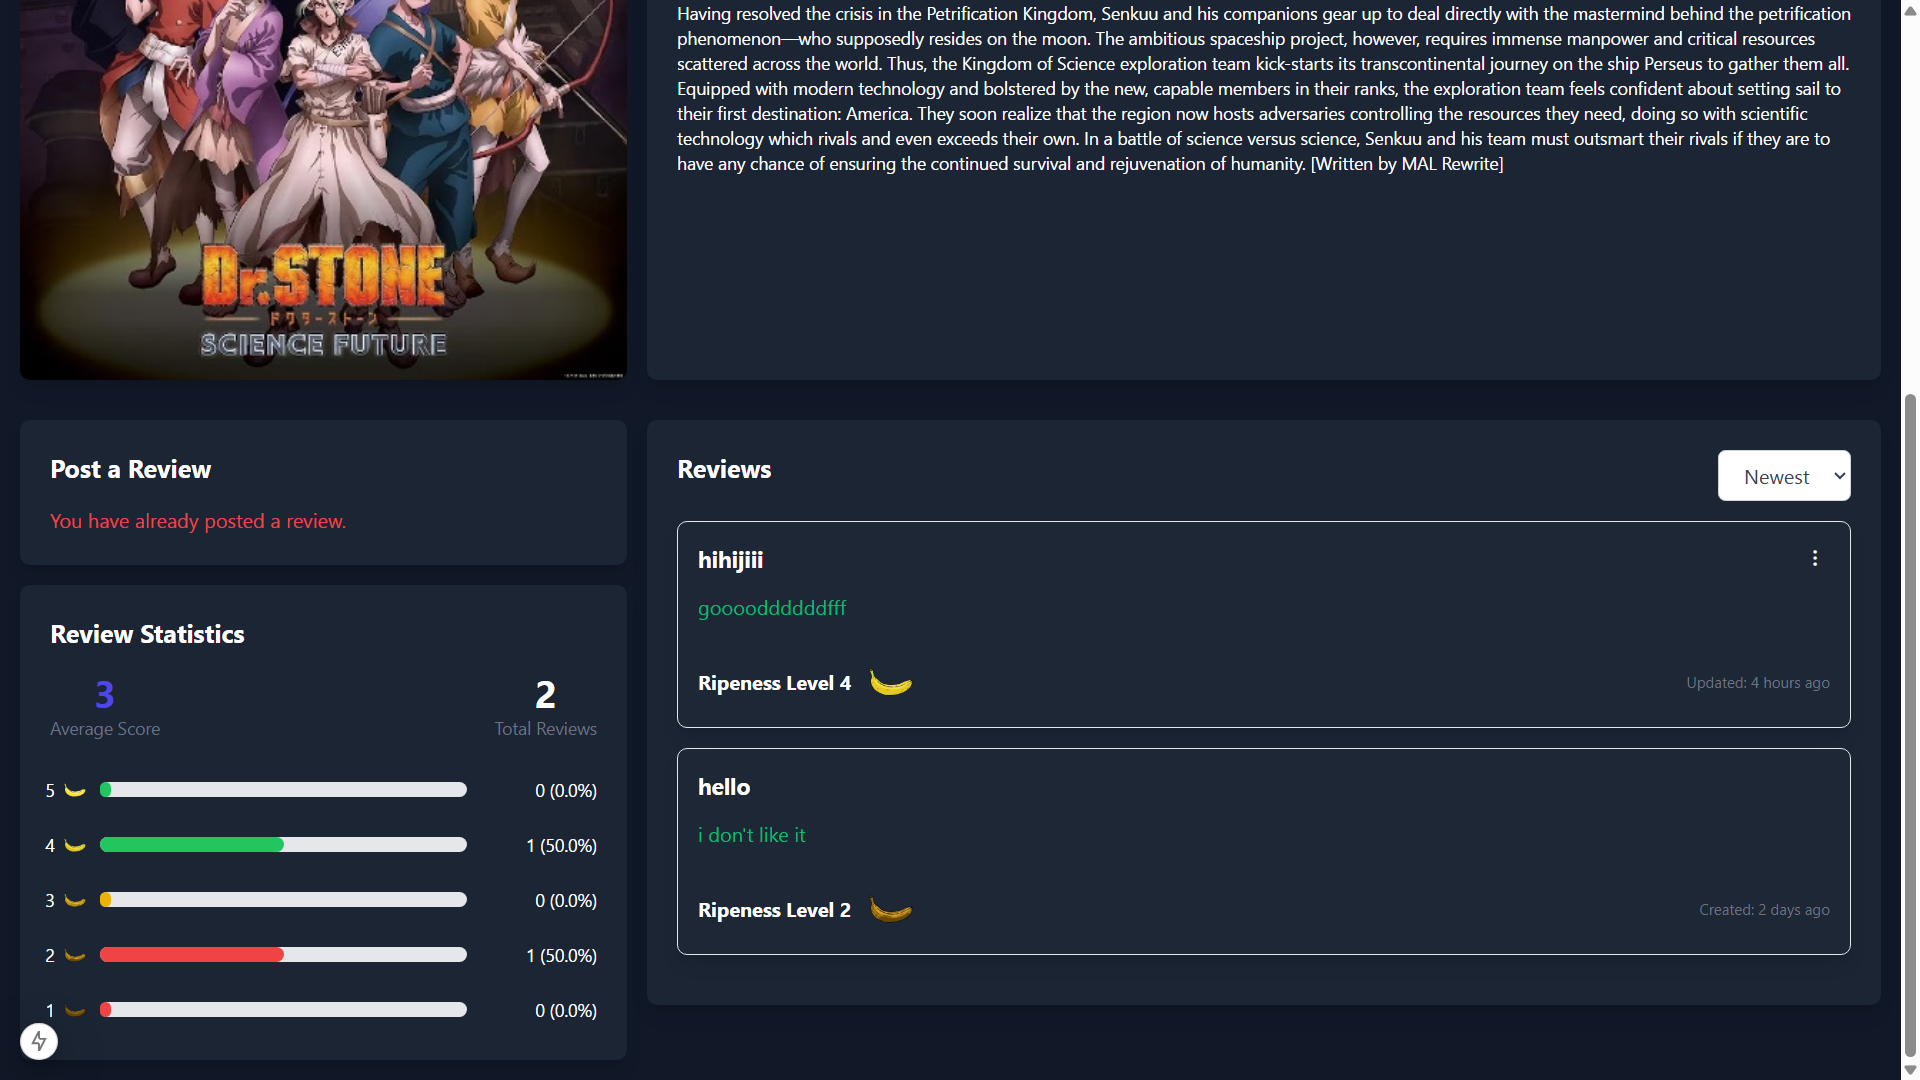 Having resolved the crisis in the Petrification Kingdom, Senkuu and his companions gear up to deal directly with the mastermind behind the petrification
phenomenon—who supposedly resides on the moon. The ambitious spaceship project, however, requires immense manpower and critical resources
scattered across the world. Thus, the Kingdom of Science exploration team kick-starts its transcontinental journey on the ship Perseus to gather them all.
Equipped with modern technology and bolstered by the new, capable members in their ranks, the exploration team feels confident about setting sail to
their first destination: America. They soon realize that the region now hosts adversaries controlling the resources they need, doing so with scientific
technology which rivals and even exceeds their own. In a battle of science versus science, Senkuu and his team must outsmart their rivals if they are to
have any chance of ensuring the continued survival and rejuvenation of humanity. [Written by MAL Rewrite]
Dr.STONE
ドクターストーン
SCIENCE FUTURE
Post a Review
You have already posted a review.
Review Statistics
3
Average Score
2
Total Reviews
5 0 (0.0%)
4 1 (50.0%)
3 0 (0.0%)
2 1 (50.0%)
1 0 (0.0%)
Reviews
Newest
hihijiii
gooooddddddfff
Ripeness Level 4
Updated: 4 hours ago
hello
i don't like it
Ripeness Level 2
Created: 2 days ago